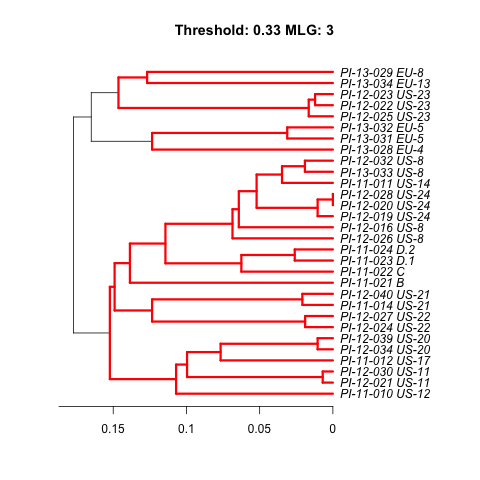 Threshold: 0.33 MLG: 3
PI-13-029 EU-8
PI-13-034 EU-13
PI-12-023 US-23
PI-12-022 US-23
PI-12-025 US-23
PI-13-032 EU-5
PI-13-031 EU-5
PI-13-028 EU-4
PI-12-032 US-8
PI-13-033 US-8
PI-11-011 US-14
PI-12-028 US-24
PI-12-020 US-24
PI-12-019 US-24
PI-12-016 US-8
PI-12-026 US-8
PI-11-024 D.2
PI-11-023 D.1
PI-11-022 C
PI-11-021 B
PI-12-040 US-21
PI-11-014 US-21
PI-12-027 US-22
PI-12-024 US-22
PI-12-039 US-20
PI-12-034 US-20
PI-11-012 US-17
PI-12-030 US-11
PI-12-021 US-11
PI-11-010 US-12
0.15 0.1 0.05 0